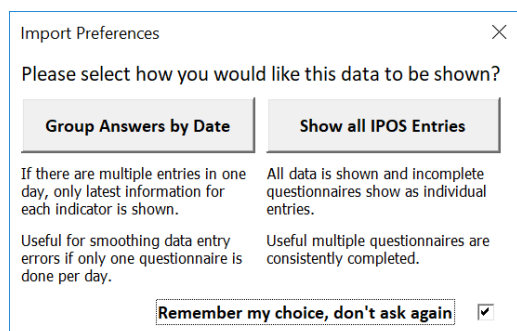 Import Preferences
Please select how you would like this data to be shown?
Group Answers by Date
Show all IPOS Entries
If there are multiple entries in one
day, only latest information for
each indicator is shown.
Useful for smoothing data entry
errors if only one questionnaire is
done per day.
All data is shown and incomplete
questionnaires show as individual
entries.
Useful multiple questionnaires are
consistently completed.
Remember my choice, don't ask again